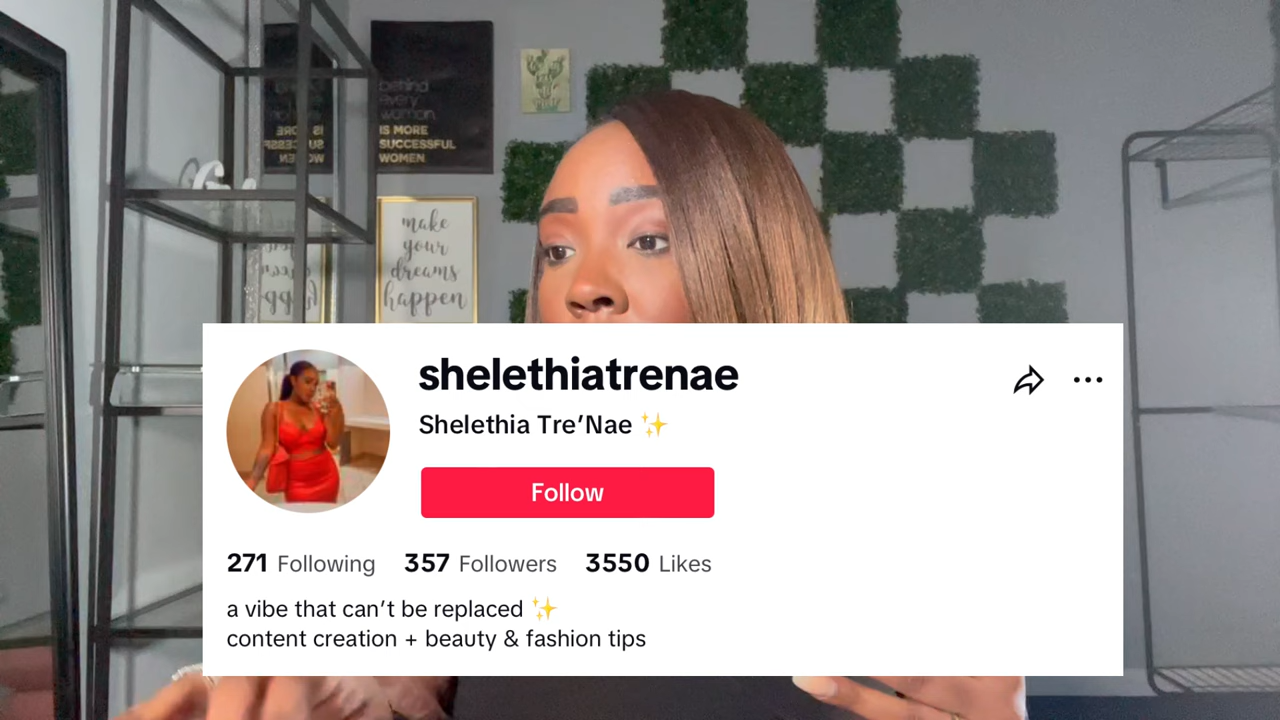 behind
every
woman
IS MORE
SUCCESSFUL
WOMEN
make
your
dreams
happen
shelethiatrenae
Shelethia Tre’Nae ✨
Follow
271 Following 357 Followers 3550 Likes
a vibe that can’t be replaced ✨
content creation + beauty & fashion tips